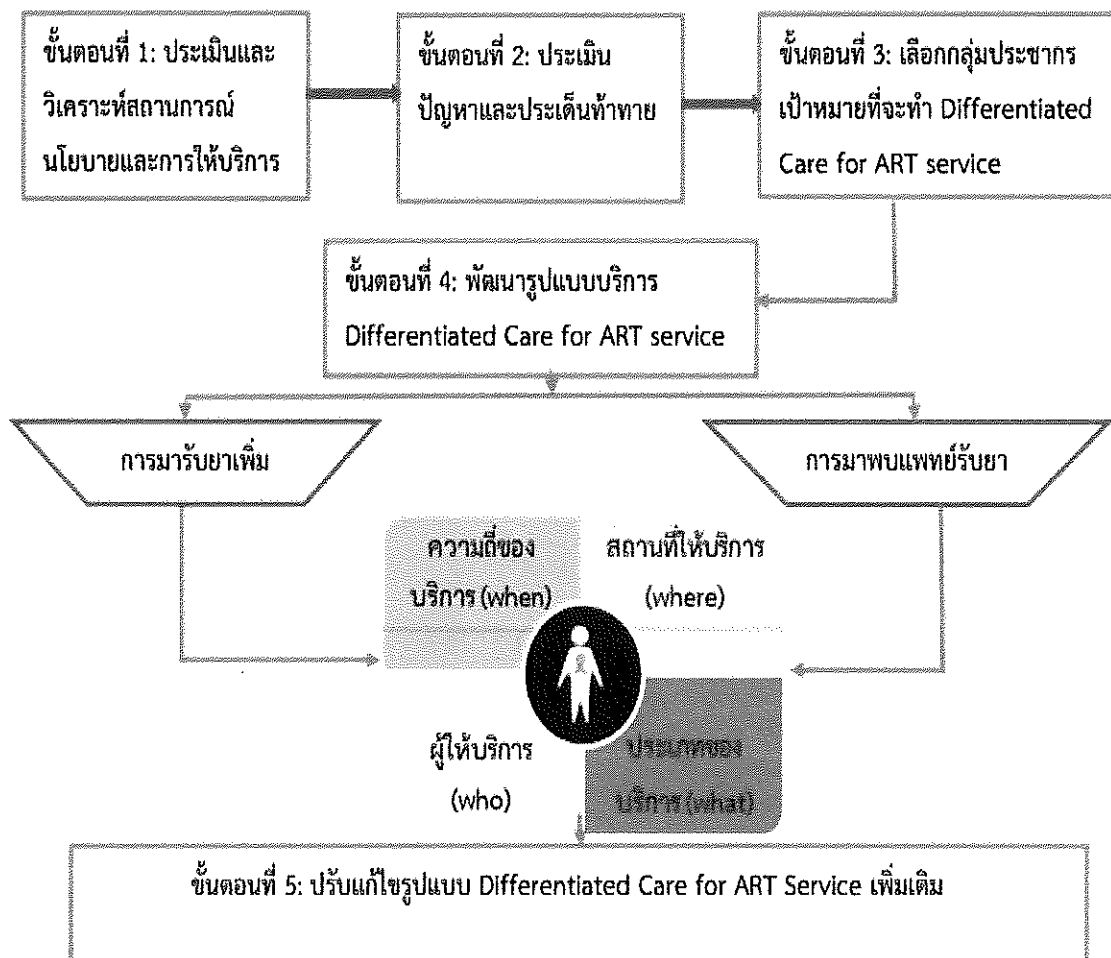 ขั้นตอนที่ 1: ประเมินและ
วิเคราะห์สถานการณ์
นโยบายและการให้บริการ
ขั้นตอนที่ 2: ประเมิน
ปัญหาและประเด็นท้าทาย
ขั้นตอนที่ 3: เลือกกลุ่มประชากร
เป้าหมายที่จะทำ Differentiated
Care for ART service
ขั้นตอนที่ 4: พัฒนารูปแบบบริการ
Differentiated Care for ART service
การมารับยาเพิ่ม
การมาพบแพทย์รับยา
ความถี่ของ
บริการ (when)
สถานที่ให้บริการ
(where)
ผู้ให้บริการ
(who)
ประเภทของ
บริการ (what)
ขั้นตอนที่ 5: ปรับแก้ไขรูปแบบ Differentiated Care for ART Service เพิ่มเติม